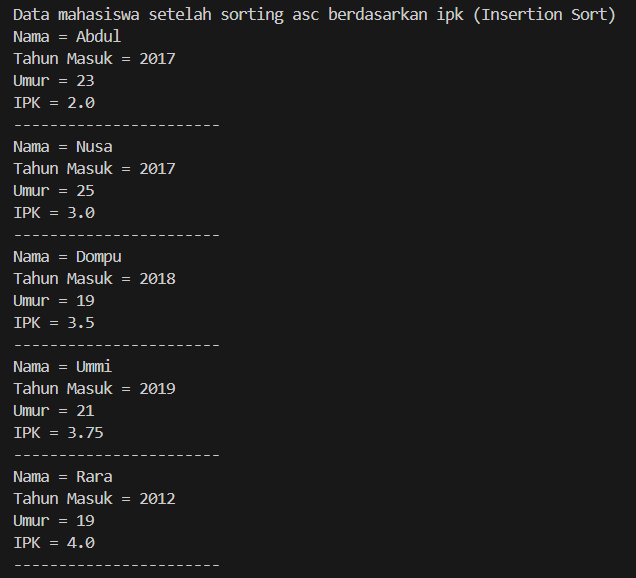 Data mahasiswa setelah sorting asc berdasarkan ipk (Insertion Sort)
Nama = Abdul
Tahun Masuk = 2017
Umur = 23
IPK = 2.0
-----------------------
Nama = Nusa
Tahun Masuk = 2017
Umur = 25
IPK = 3.0
-----------------------
Nama = Dompu
Tahun Masuk = 2018
Umur = 19
IPK = 3.5
-----------------------
Nama = Ummi
Tahun Masuk = 2019
Umur = 21
IPK = 3.75
-----------------------
Nama = Rara
Tahun Masuk = 2012
Umur = 19
IPK = 4.0
-----------------------